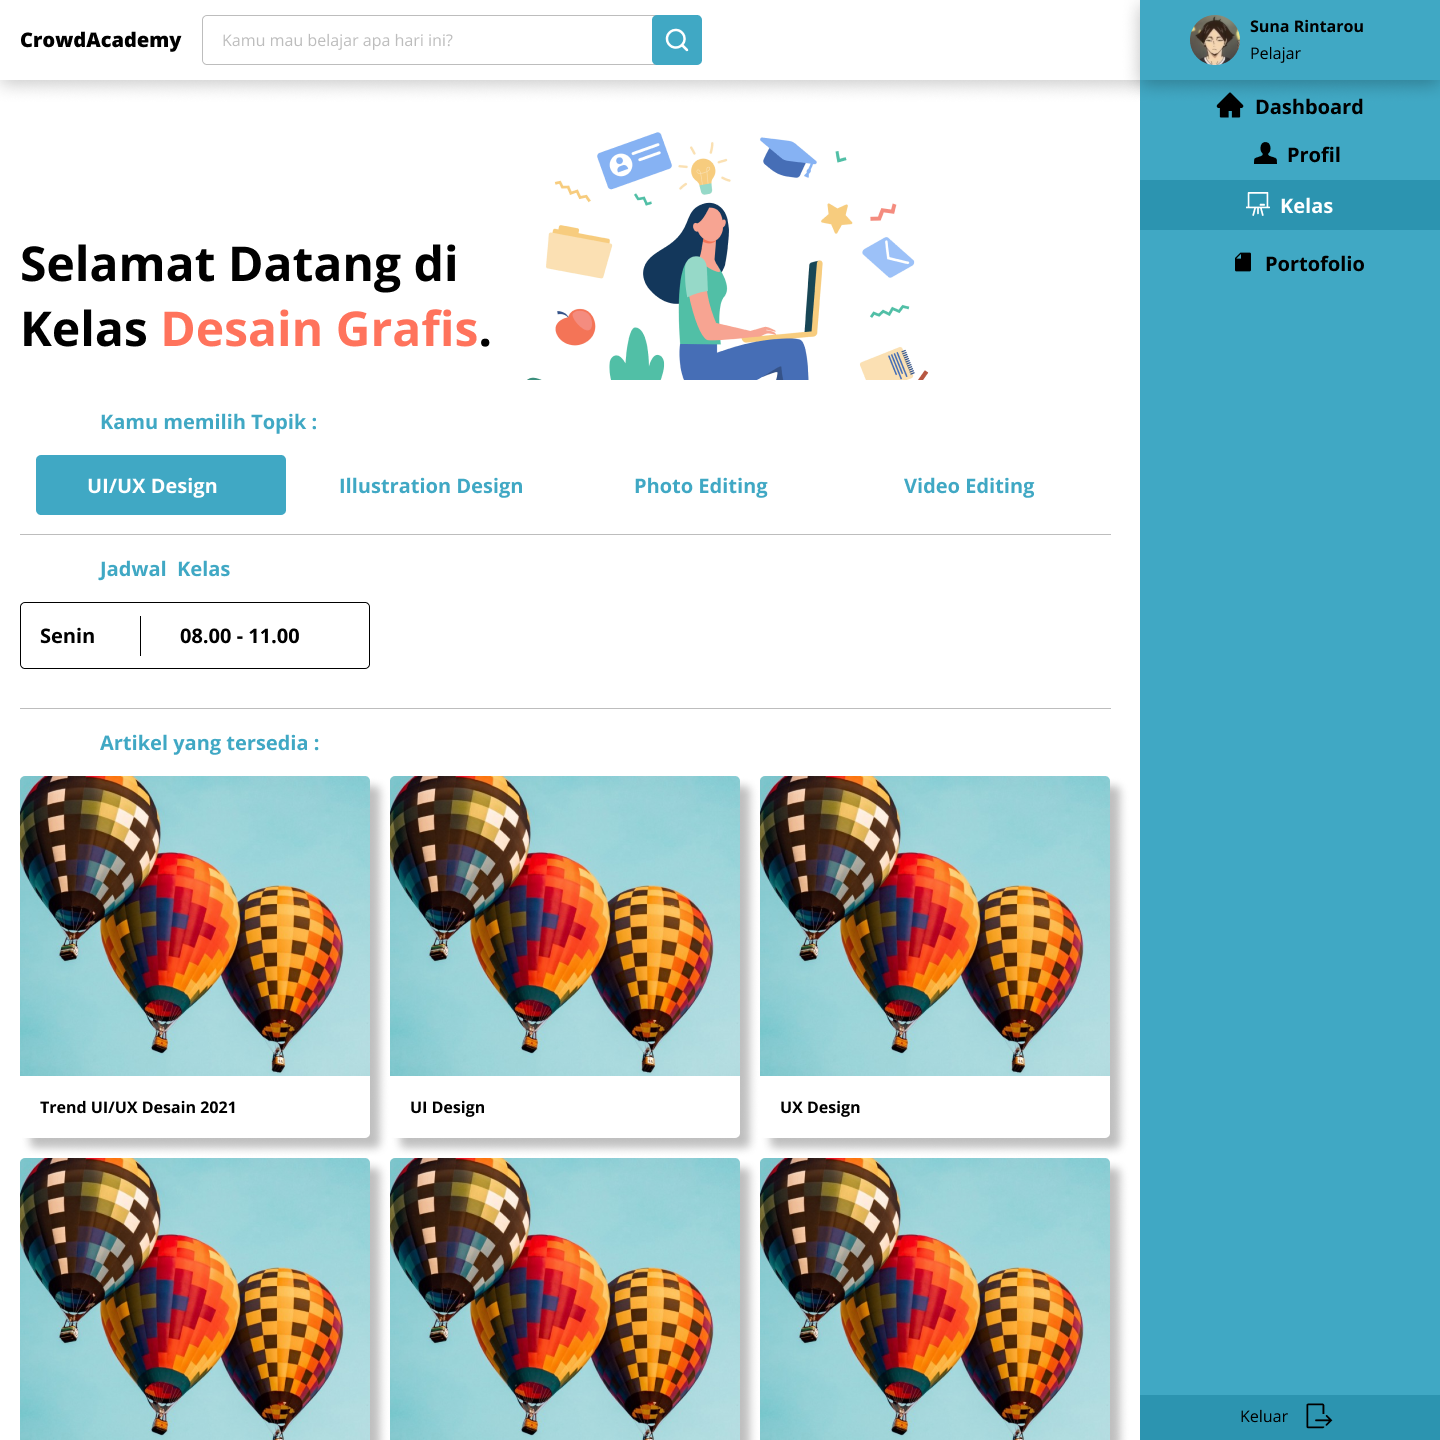 CrowdAcademy
Kamu mau belajar apa hari ini?
Suna Rintarou
Pelajar
Dashboard
Profil
Kelas
Portofolio
Selamat Datang di
Kelas Desain Grafis.
Kamu memilih Topik :
UI/UX Design
Illustration Design
Photo Editing
Video Editing
Jadwal  Kelas
Senin
08.00 - 11.00
Artikel yang tersedia :
Trend UI/UX Desain 2021
UI Design
UX Design
Keluar